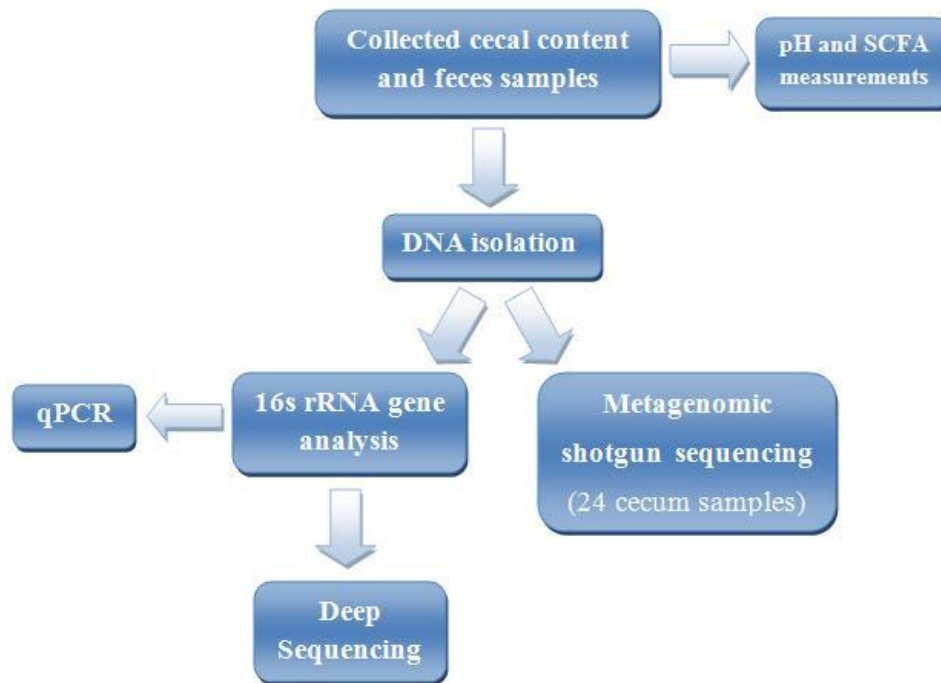 Collected cecal content
and feces samples
pH and SCFA
measurements
DNA isolation
qPCR
16s rRNA gene
analysis
Metagenomic
shotgun sequencing
(24 cecum samples)
Deep
Sequencing